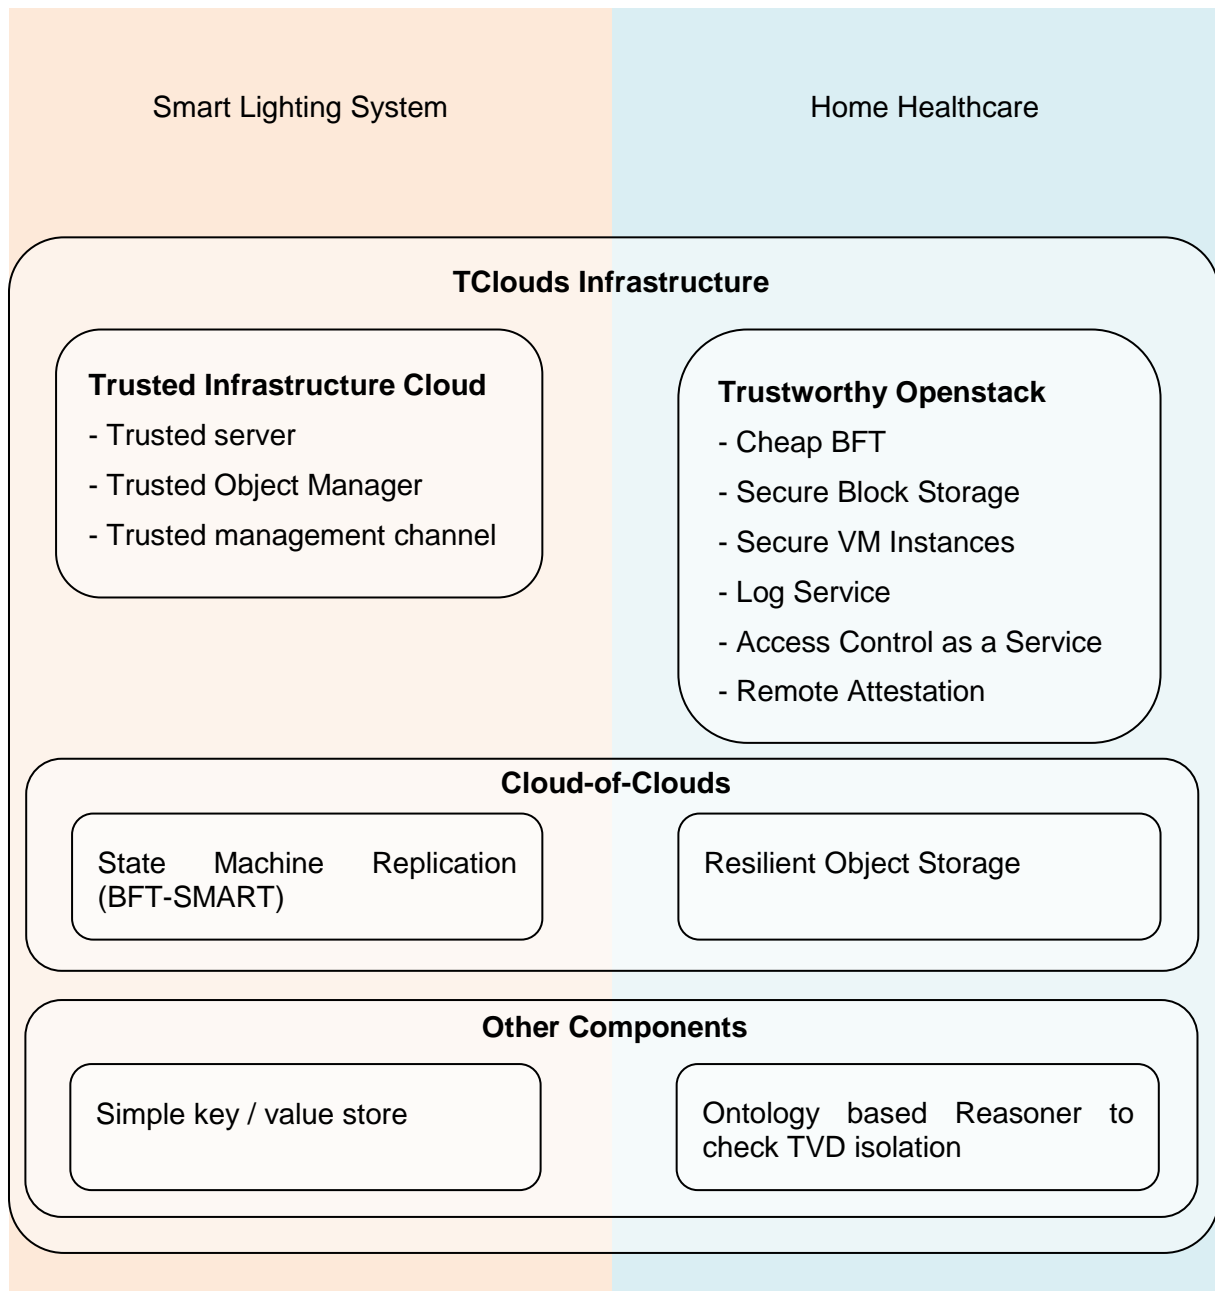 Smart Lighting System
Home Healthcare
TClouds Infrastructure
Trusted Infrastructure Cloud
- Trusted server
- Trusted Object Manager
- Trusted management channel
Trustworthy Openstack
- Cheap BFT
- Secure Block Storage
- Secure VM Instances
- Log Service
- Access Control as a Service
- Remote Attestation
Cloud-of-Clouds
State Machine Replication
(BFT-SMART)
Resilient Object Storage
Other Components
Simple key / value store
Ontology based Reasoner to
check TVD isolation